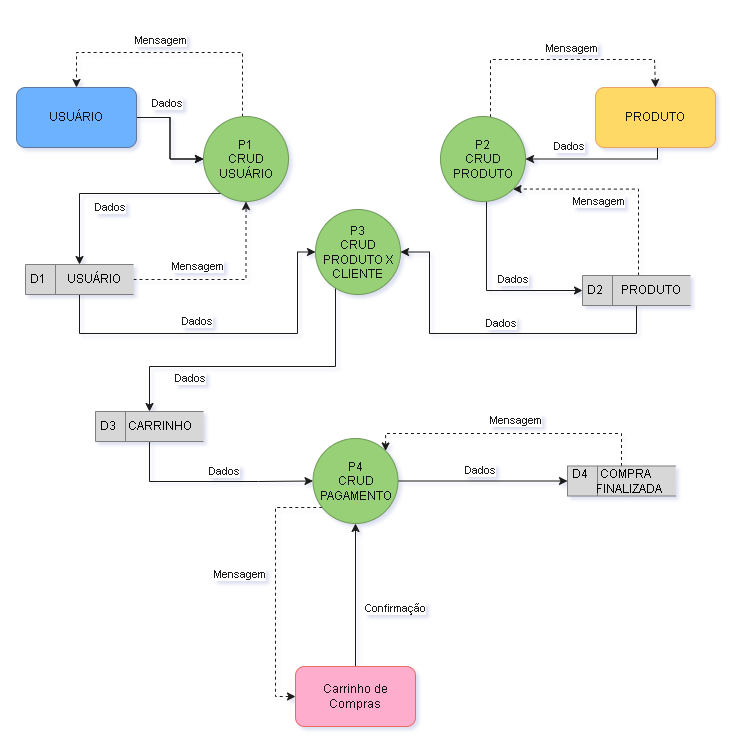 Mensagem
Mensagem
USUÁRIO
Dados
P1
CRUD
USUÁRIO
P2
CRUD
PRODUTO
Dados
PRODUTO
Dados
Mensagem
Mensagem
P3
CRUD
PRODUTO X
CLIENTE
D1
USUÁRIO
Dados
D2
PRODUTO
Dados
Dados
Dados
D3
CARRINHO
Mensagem
Dados
P4
CRUD
PAGAMENTO
Dados
D4
COMPRA
FINALIZADA
Mensagem
Confirmação
Carrinho de
Compras